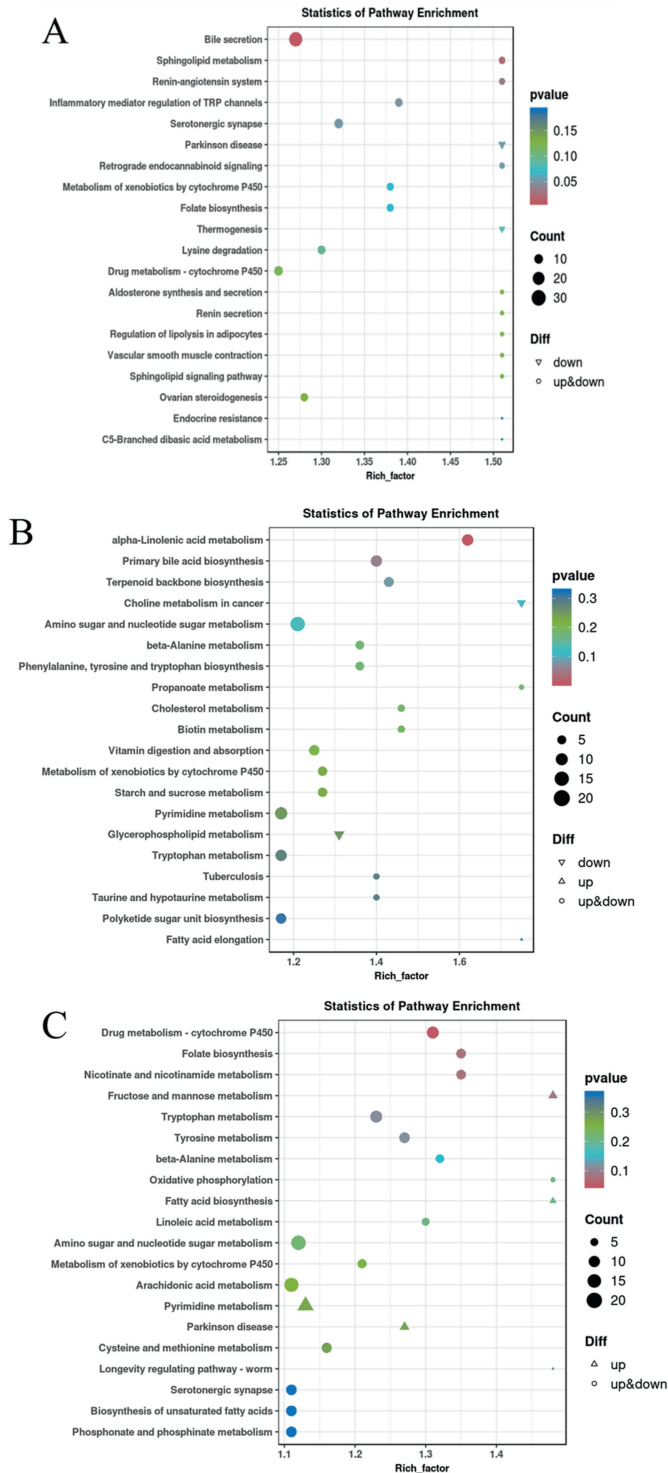 A
Statistics of Pathway Enrichment
Bile secretion
Sphingolipid metabolism
Renin-angiotensin system
Inflammatory mediator regulation of TRP channels
Serotonergic synapse
Parkinson disease
Retrograde endocannabinoid signaling
Metabolism of xenobiotics by cytochrome P450
Folate biosynthesis
Thermogenesis
Lysine degradation
Drug metabolism - cytochrome P450
Aldosterone synthesis and secretion
Renin secretion
Regulation of lipolysis in adipocytes
Vascular smooth muscle contraction
Sphingolipid signaling pathway
Ovarian steroidogenesis
Endocrine resistance
C5-Branched dibasic acid metabolism
1.25 1.30 1.35 1.40 1.45 1.50
Rich_factor
pvalue
0.15
0.10
0.05
Count
10
20
30
Diff
down
up&down
B
Statistics of Pathway Enrichment
alpha-Linolenic acid metabolism
Primary bile acid biosynthesis
Terpenoid backbone biosynthesis
Choline metabolism in cancer
Amino sugar and nucleotide sugar metabolism
beta-Alanine metabolism
Phenylalanine, tyrosine and tryptophan biosynthesis
Propanoate metabolism
Cholesterol metabolism
Biotin metabolism
Vitamin digestion and absorption
Metabolism of xenobiotics by cytochrome P450
Starch and sucrose metabolism
Pyrimidine metabolism
Glycerophospholipid metabolism
Tryptophan metabolism
Tuberculosis
Taurine and hypotaurine metabolism
Polyketide sugar unit biosynthesis
Fatty acid elongation
1.2 1.4 1.6
Rich_factor
pvalue
0.3
0.2
0.1
Count
5
10
15
20
Diff
down
up
up&down
C
Statistics of Pathway Enrichment
Drug metabolism - cytochrome P450
Folate biosynthesis
Nicotinate and nicotinamide metabolism
Fructose and mannose metabolism
Tryptophan metabolism
Tyrosine metabolism
beta-Alanine metabolism
Oxidative phosphorylation
Fatty acid biosynthesis
Linoleic acid metabolism
Amino sugar and nucleotide sugar metabolism
Metabolism of xenobiotics by cytochrome P450
Arachidonic acid metabolism
Pyrimidine metabolism
Parkinson disease
Cysteine and methionine metabolism
Longevity regulating pathway - worm
Serotonergic synapse
Biosynthesis of unsaturated fatty acids
Phosphonate and phosphinate metabolism
1.1 1.2 1.3 1.4
Rich_factor
pvalue
0.3
0.2
0.1
Count
5
10
15
20
Diff
up
up&down